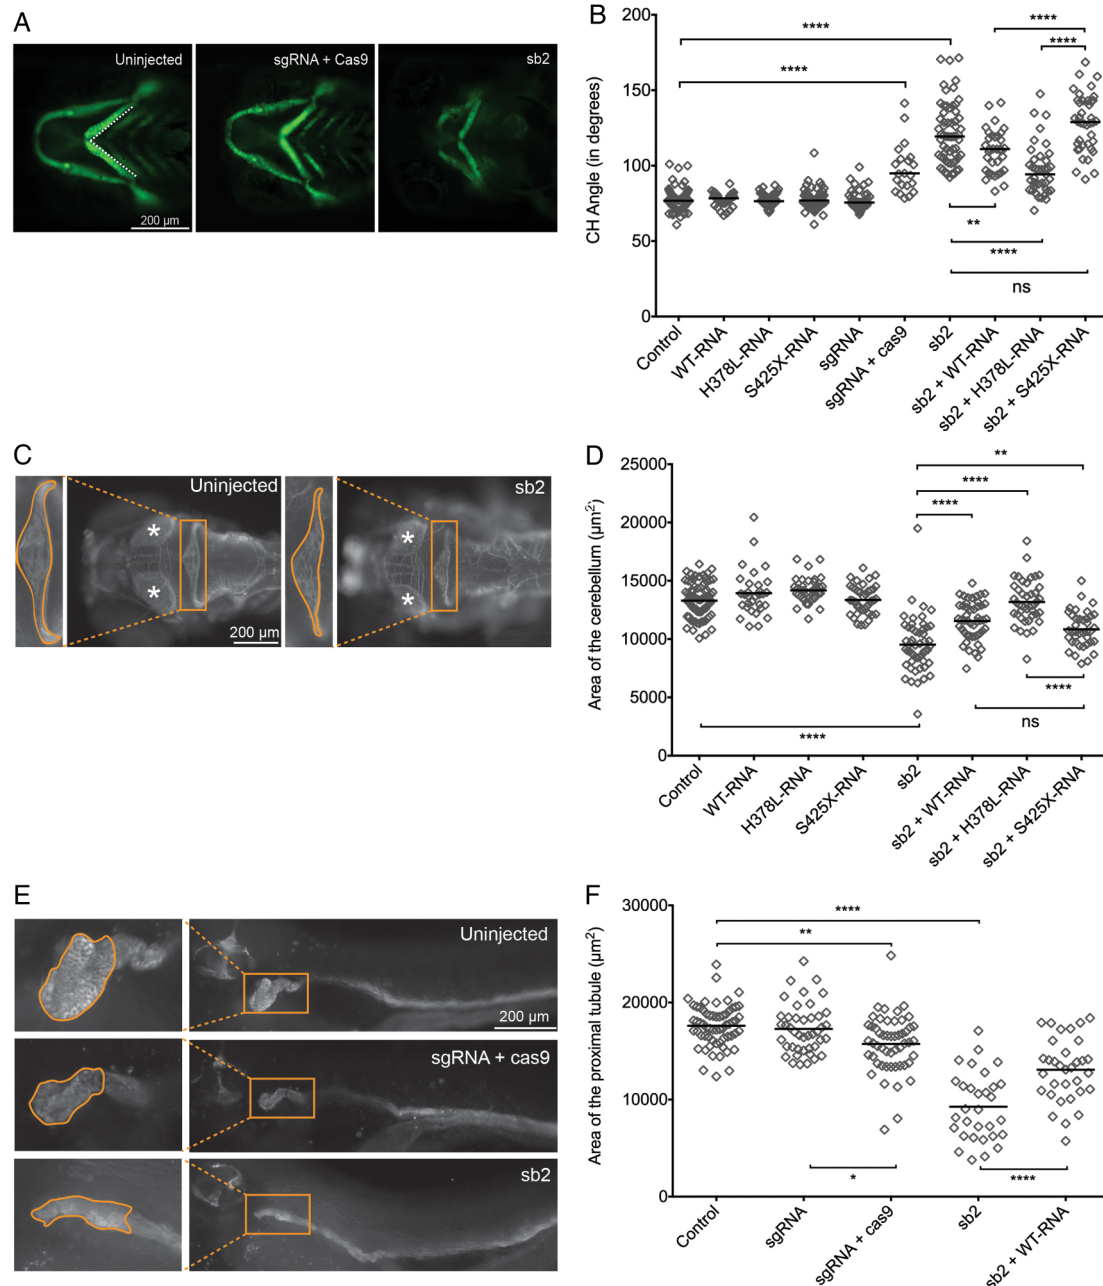 A
Uninjected
sgRNA + Cas9
sb2
200 µm
B
CH Angle (in degrees)
200
150
100
50
0
****
****
****
****
**
****
ns
Control
WT-RNA
H378L-RNA
S425X-RNA
sgRNA
sgRNA + cas9
sb2
sb2 + WT-RNA
sb2 + H378L-RNA
sb2 + S425X-RNA
C
Uninjected
*
*
200 µm
sb2
*
*
D
Area of the cerebellum (µm²)
25000
20000
15000
10000
5000
0
**
****
****
****
ns
****
Control
WT-RNA
H378L-RNA
S425X-RNA
sb2
sb2 + WT-RNA
sb2 + H378L-RNA
sb2 + S425X-RNA
E
Uninjected
200 µm
sgRNA + cas9
sb2
F
Area of the proximal tubule (µm²)
30000
20000
10000
0
****
**
*
****
Control
sgRNA
sgRNA + cas9
sb2
sb2 + WT-RNA